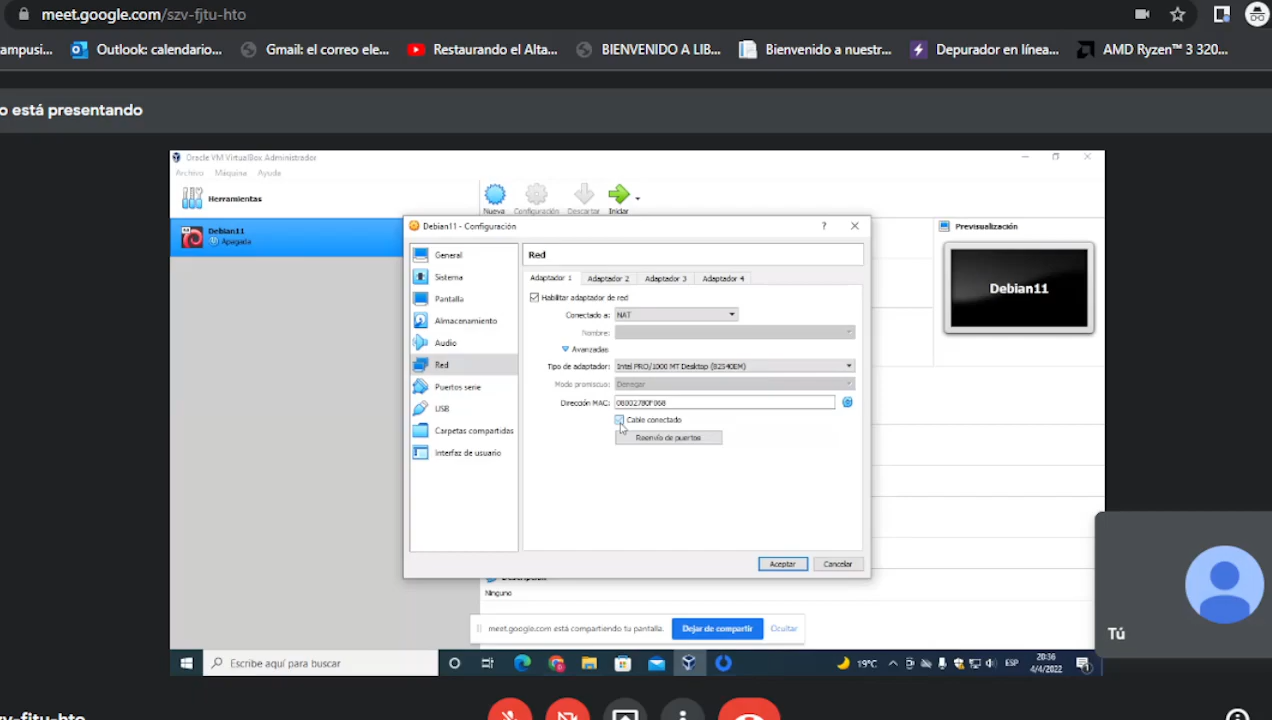 meet.google.com/szv-fjtu-hto
ampusi... Outlook: calendario... Gmail: el correo ele... Restaurando el Alta... BIENVENIDO A LIB... Bienvenido a nuestr... Depurador en línea... AMD Ryzen™ 3 320...
o está presentando
Oracle VM VirtualBox Administrador
Archivo Máquina Ayuda
Herramientas
Nueva Configuración Descartar Iniciar
Debian11
Apagada
Debian11 - Configuración ?
Previsualización
Debian11
General
Sistema
Pantalla
Almacenamiento
Audio
Red
Puertos serie
USB
Carpetas compartidas
Interfaz de usuario
Red
Adaptador 1 Adaptador 2 Adaptador 3 Adaptador 4
Habilitar adaptador de red
Conectado a: NAT
Nombre:
Avanzadas
Tipo de adaptador: Intel PRO/1000 MT Desktop (82540EM)
Modo promiscuo: Denegar
Dirección MAC: 08002780F068
Cable conectado
Reenvío de puertos
Aceptar Cancelar
Ninguno
meet.google.com está compartiendo tu pantalla. Dejar de compartir Ocultar
Tú
Escribe aquí para buscar
19°C ESP
20:36
4/4/2022
zv-fjtu-hto